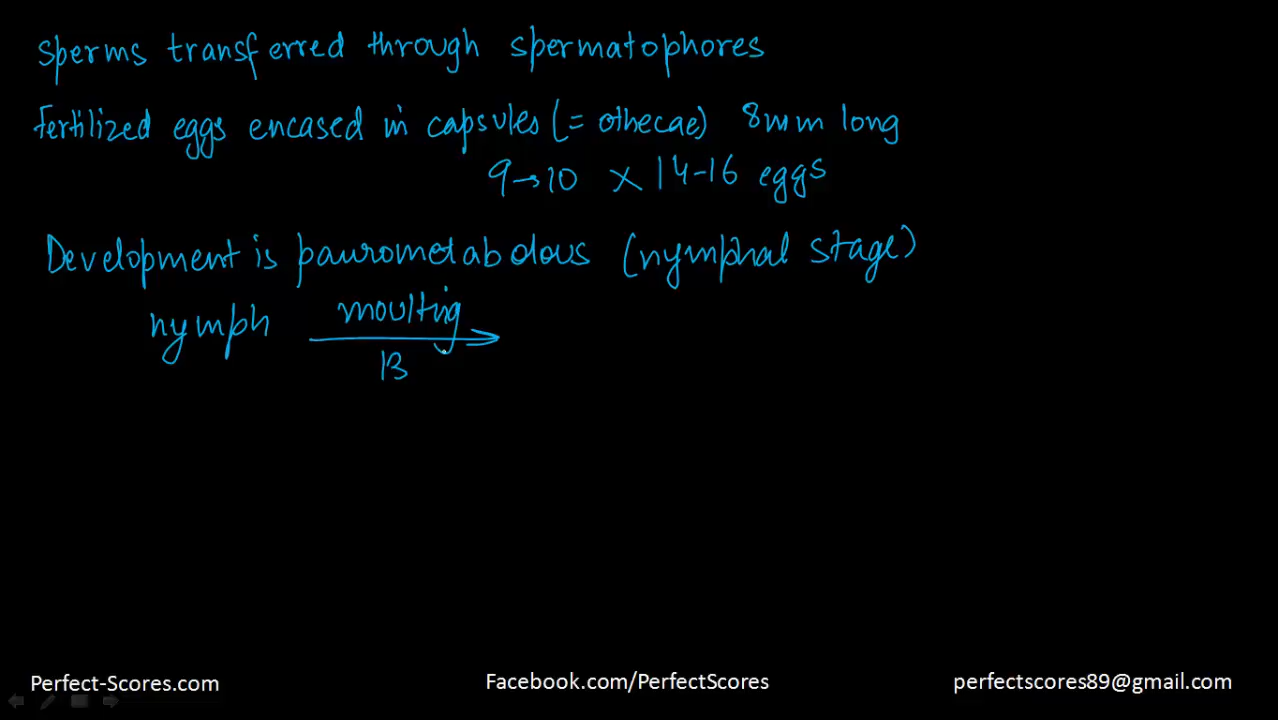 Sperms transferred through spermatophores
Fertilized eggs encased in capsules (= othecae) 8mm long
9→10 × 14-16 eggs
Development is paurometabolous (nymphal stage)
nymph moulting
13
Perfect-Scores.com Facebook.com/PerfectScores perfectscores89@gmail.com